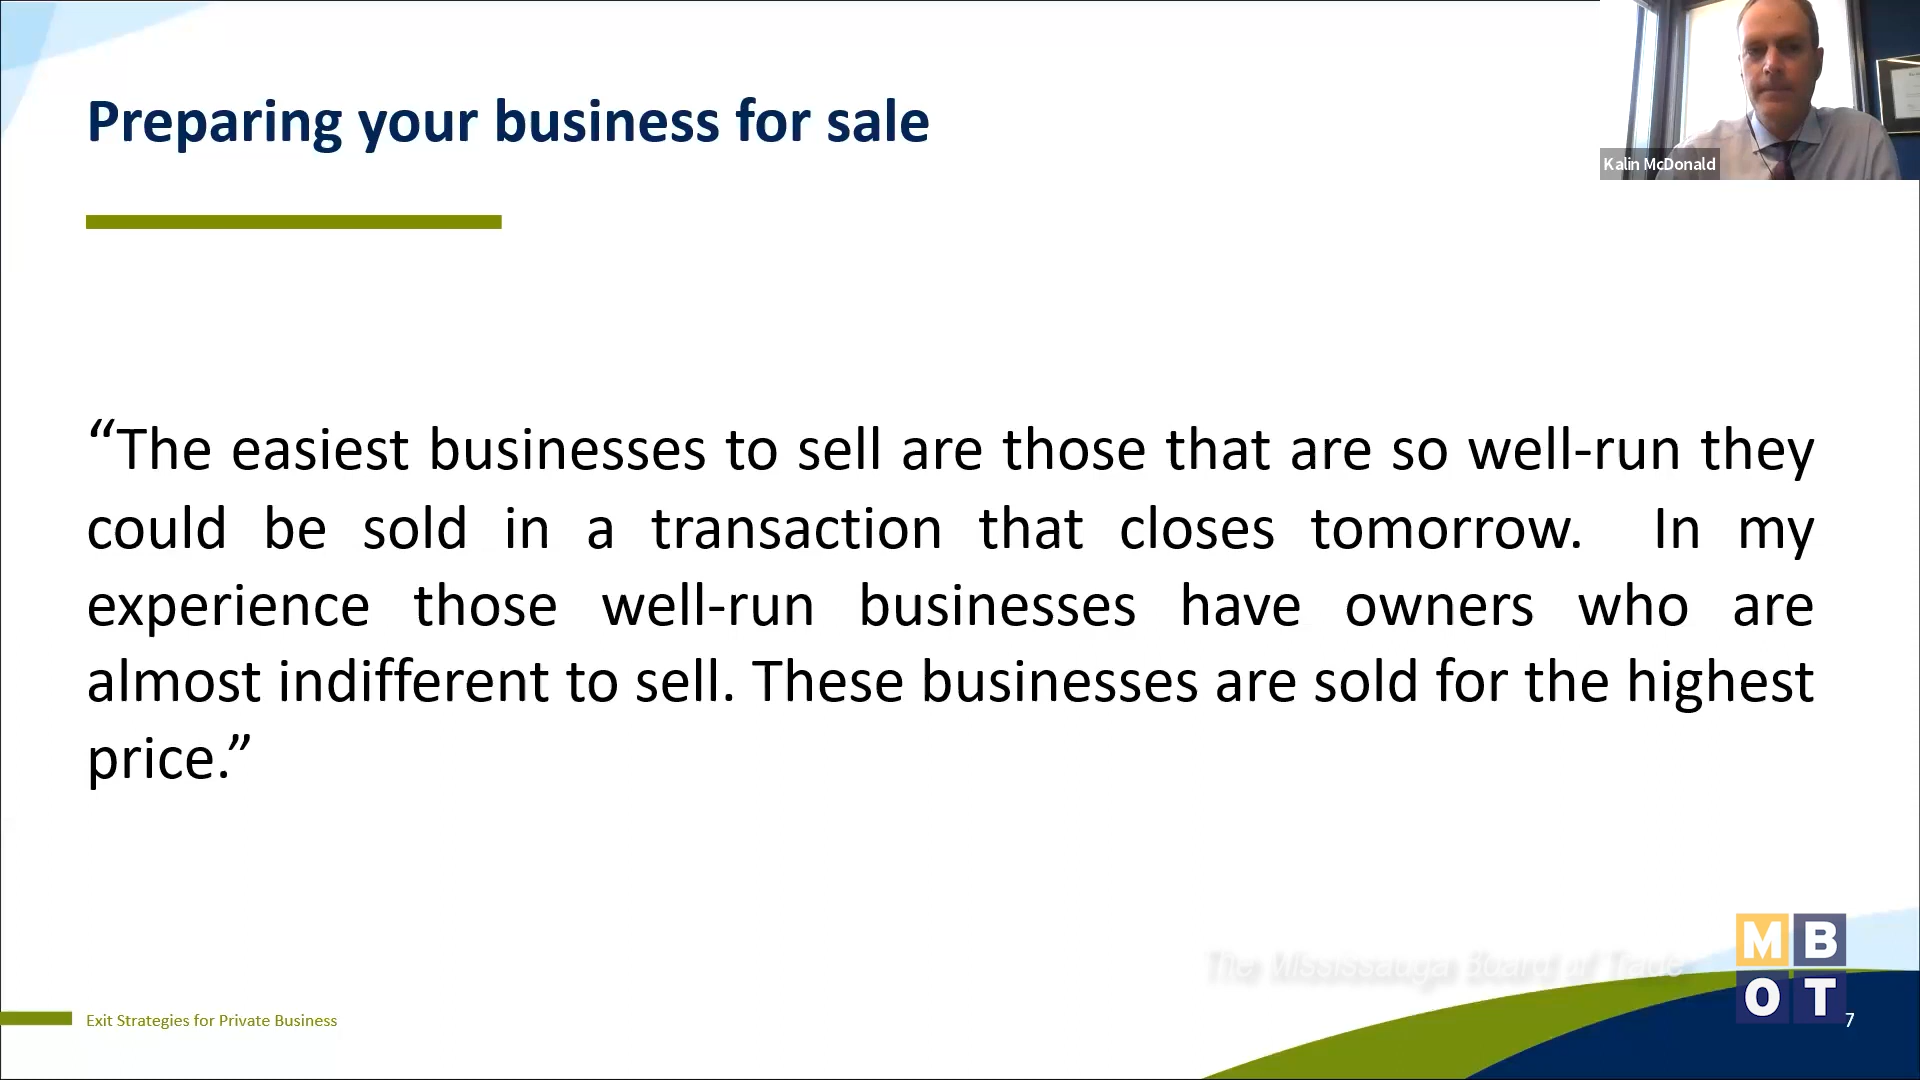 Preparing your business for sale
Kalin McDonald
“The easiest businesses to sell are those that are so well-run they
could be sold in a transaction that closes tomorrow.  In my
experience those well-run businesses have owners who are
almost indifferent to sell. These businesses are sold for the highest
price.”
The Mississauga Board of Trade
M B
O T
Exit Strategies for Private Business
7